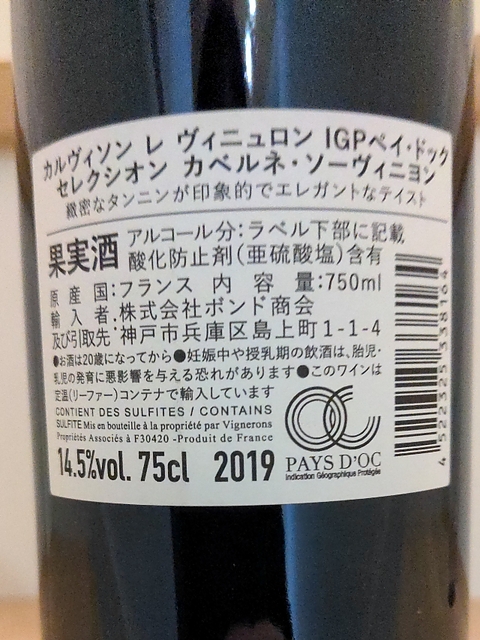 カルヴィソン レ ヴィニュロン IGPペイ・ドック
セレクシオン カベルネ・ソーヴィニヨン
緻密なタンニンが印象的でエレガントなテイスト
果実酒 アルコール分:ラベル下部に記載
酸化防止剤(亜硫酸塩)含有
原産国:フランス 内容量:750ml
輸入者:株式会社ボンド商会
及び引取先:神戸市兵庫区島上町1-1-4
●お酒は20歳になってから●妊娠中や授乳期の飲酒は、胎児・
乳児の発育に悪影響を与える恐れがあります●このワインは
定温(リーファー)コンテナで輸入しています
CONTIENT DES SULFITES / CONTAINS
SULFITE Mis en bouteille à la propriété par Vignerons
Propriétés Associés à F30420 -Produit de France
14.5%vol. 75cl 2019
PAYS D'OC
Indication Géographique Protégée
4 522325 338164